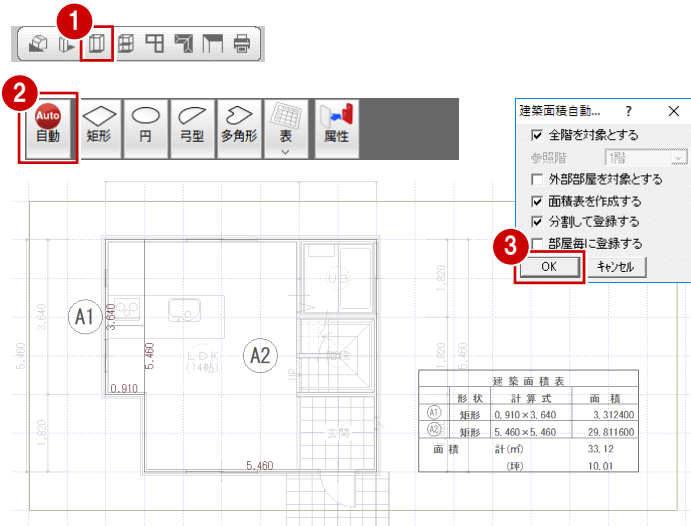 1
2
Auto
自動
矩形
円
弓型
多角形
表
属性
建築面積自動... ? ×
全階を対象とする
参照階 1階
外部部屋を対象とする
面積表を作成する
分割して登録する
部屋毎に登録する
3
OK キャンセル
UB
A1
3,640
3.640
5,460
5.460
A2
LDK
(14帖)
UP
0.910
1,820
玄関
5.460
1,820
1,820
5,460
建築面積表
形状 計算式 面積
A1 矩形 0.910×3.640 3.312400
A2 矩形 5.460×5.460 29.811600
面積 計(㎡) 33.12
(坪) 10.01